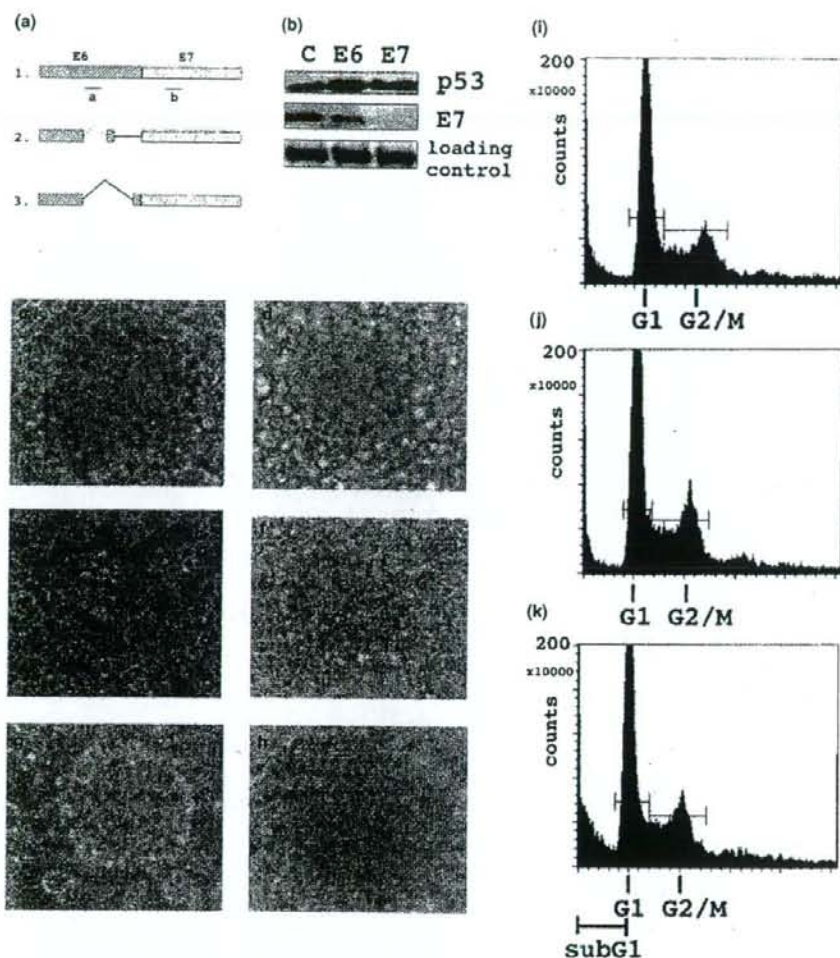 (a)
E6 E7
1.
a b
2.
3.
(b)
C E6 E7
p53
E7
loading
control
d
f
h
(i)
200
x10000
counts
G1 G2/M
(j)
200
x10000
counts
G1 G2/M
(k)
200
x10000
counts
G1 G2/M
subG1